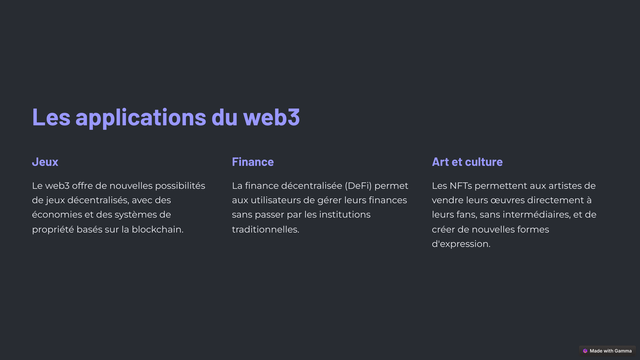 Les applications du web3
Jeux
Le web3 offre de nouvelles possibilités
de jeux décentralisés, avec des
économies et des systèmes de
propriété basés sur la blockchain.
Finance
La finance décentralisée (DeFi) permet
aux utilisateurs de gérer leurs finances
sans passer par les institutions
traditionnelles.
Art et culture
Les NFTs permettent aux artistes de
vendre leurs œuvres directement à
leurs fans, sans intermédiaires, et de
créer de nouvelles formes
d'expression.
Made with Gamma